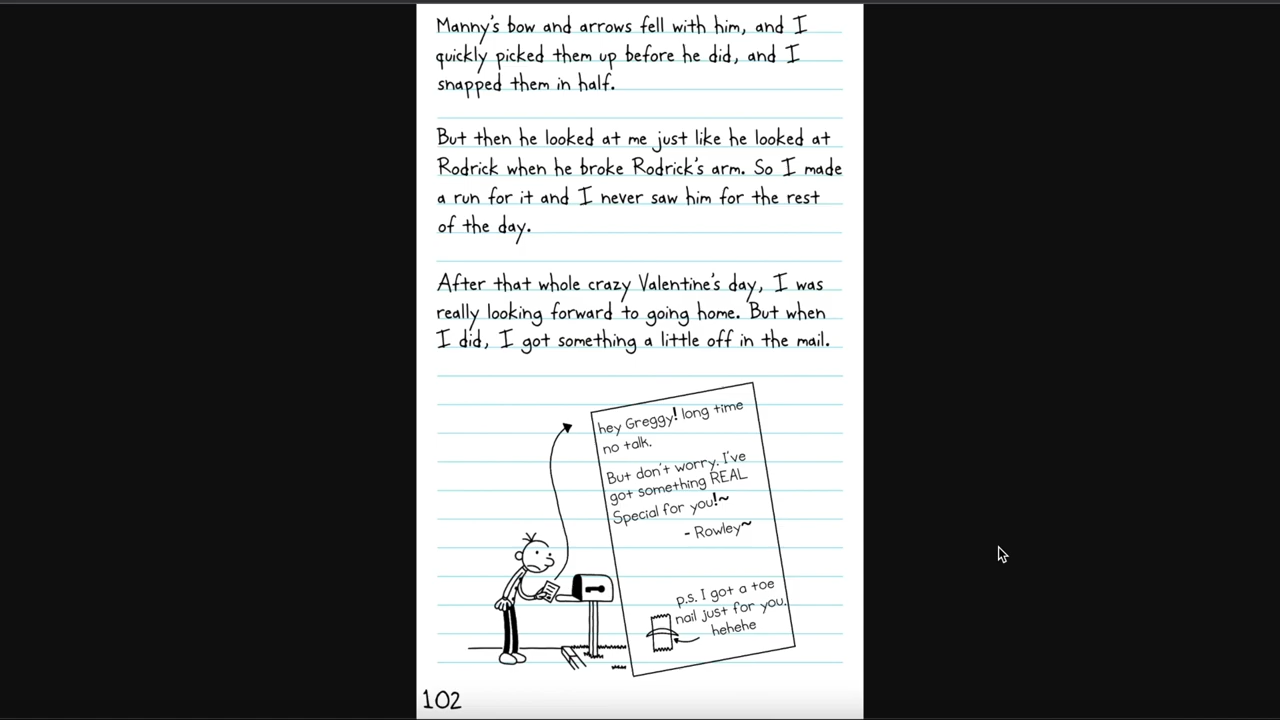 Manny's bow and arrows fell with him, and I
quickly picked them up before he did, and I
snapped them in half.
But then he looked at me just like he looked at
Rodrick when he broke Rodrick's arm. So I made
a run for it and I never saw him for the rest
of the day.
After that whole crazy Valentine's day, I was
really looking forward to going home. But when
I did, I got something a little off in the mail.
hey Greggy! long time
no talk.
But don't worry. I've
got something REAL
Special for you!~
- Rowley~
p.s. I got a toe
nail just for you.
hehehe
102